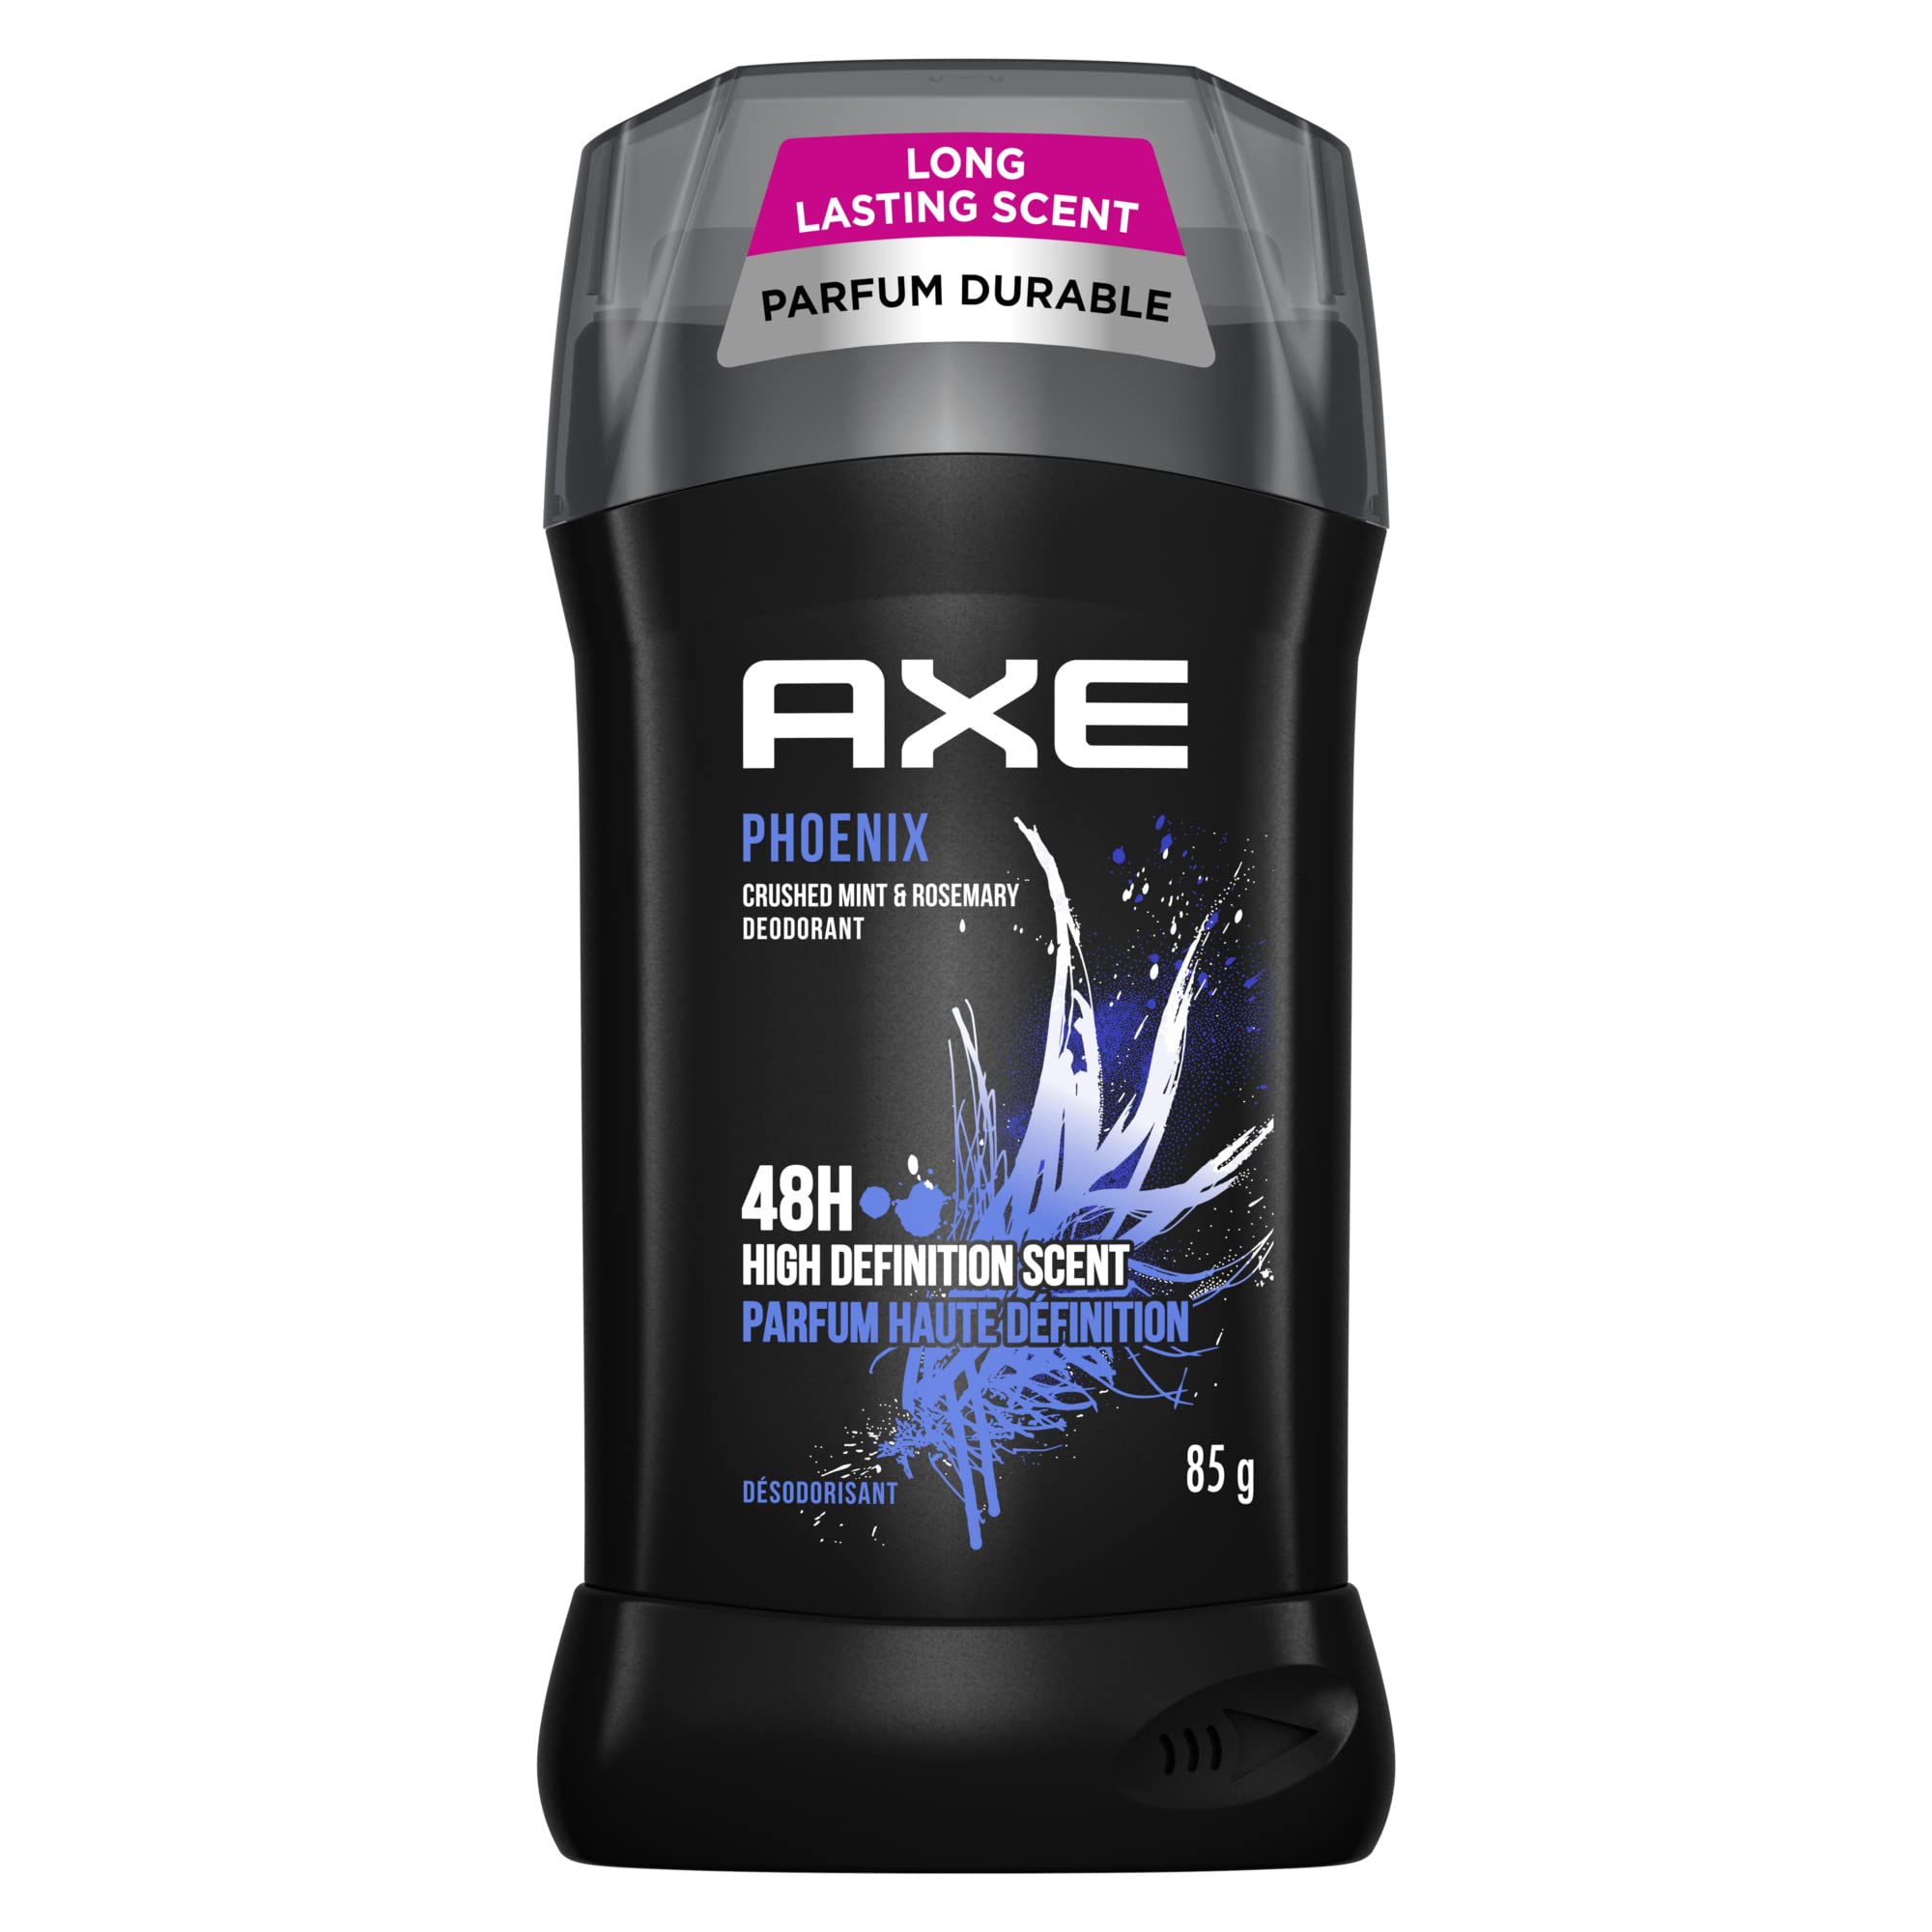 LONG
LASTING SCENT
PARFUM DURABLE
AXE
PHOENIX
CRUSHED MINT & ROSEMARY
DEODORANT
48H
HIGH DEFINITION SCENT
PARFUM HAUTE DÉFINITION
DÉSODORISANT
85 g